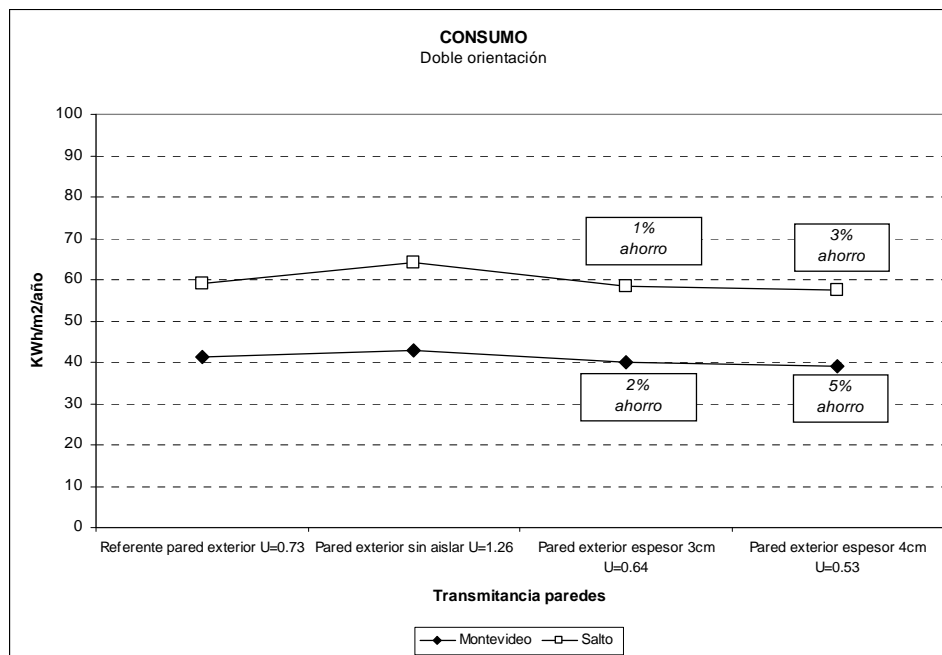 CONSUMO
Doble orientación
KWh/m2/año
100
90
80
70
60
50
40
30
20
10
0
1%
ahorro
3%
ahorro
2%
ahorro
5%
ahorro
Referente pared exterior U=0.73
Pared exterior sin aislar U=1.26
Pared exterior espesor 3cm
U=0.64
Pared exterior espesor 4cm
U=0.53
Transmitancia paredes
Montevideo
Salto